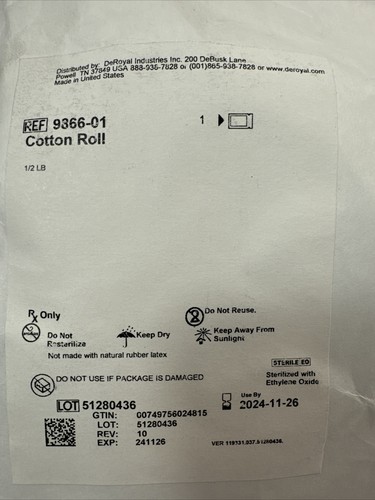 Distributed by: DeRoyal Industries Inc. 200 DeBusk Lane
Powell TN 37849 USA 888-938-7828 or (001)865-938-7828 or www.deroyal.com
Made in United States
REF 9866-01
1
Cotton Roll
1/2 LB
Rx Only
Do Not Reuse.
Do Not
Resterilize
Keep Dry
Keep Away From
Sunlight
Not made with natural rubber latex
STERILE EO
DO NOT USE IF PACKAGE IS DAMAGED
Sterilized with
Ethylene Oxide
LOT 51280436
Use By
2024-11-26
GTIN: 00749756024815
LOT: 51280436
REV: 10
EXP: 241126